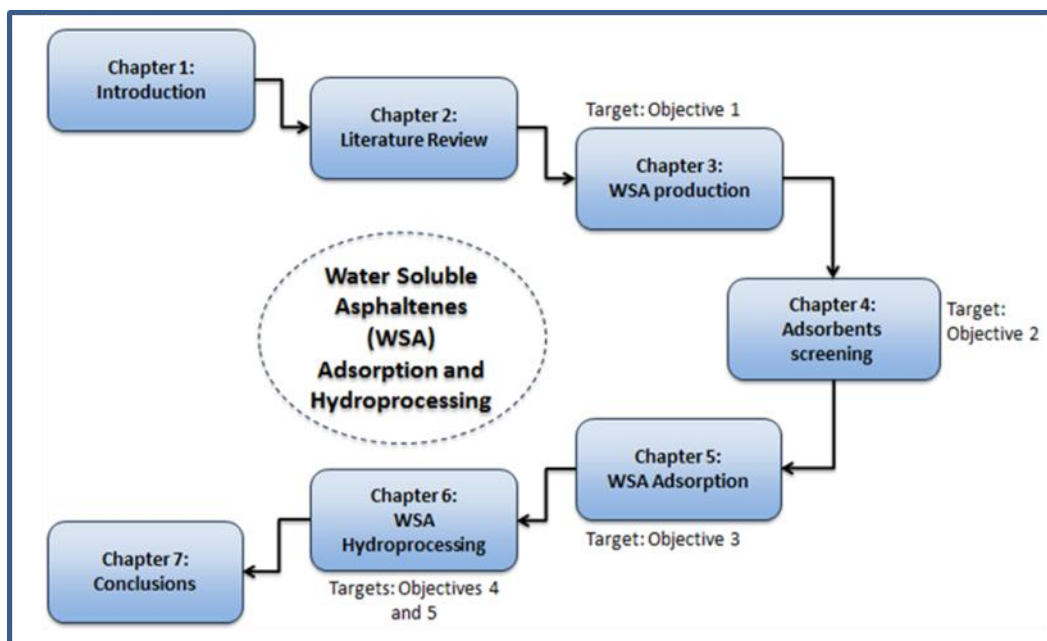 Chapter 1:
Introduction
Chapter 2:
Literature Review
Target: Objective 1
Chapter 3:
WSA production
Chapter 4:
Adsorbents
screening
Target:
Objective 2
Water Soluble
Asphaltenes
(WSA)
Adsorption and
Hydroprocessing
Chapter 5:
WSA Adsorption
Target: Objective 3
Chapter 6:
WSA
Hydroprocessing
Targets: Objectives 4
and 5
Chapter 7:
Conclusions